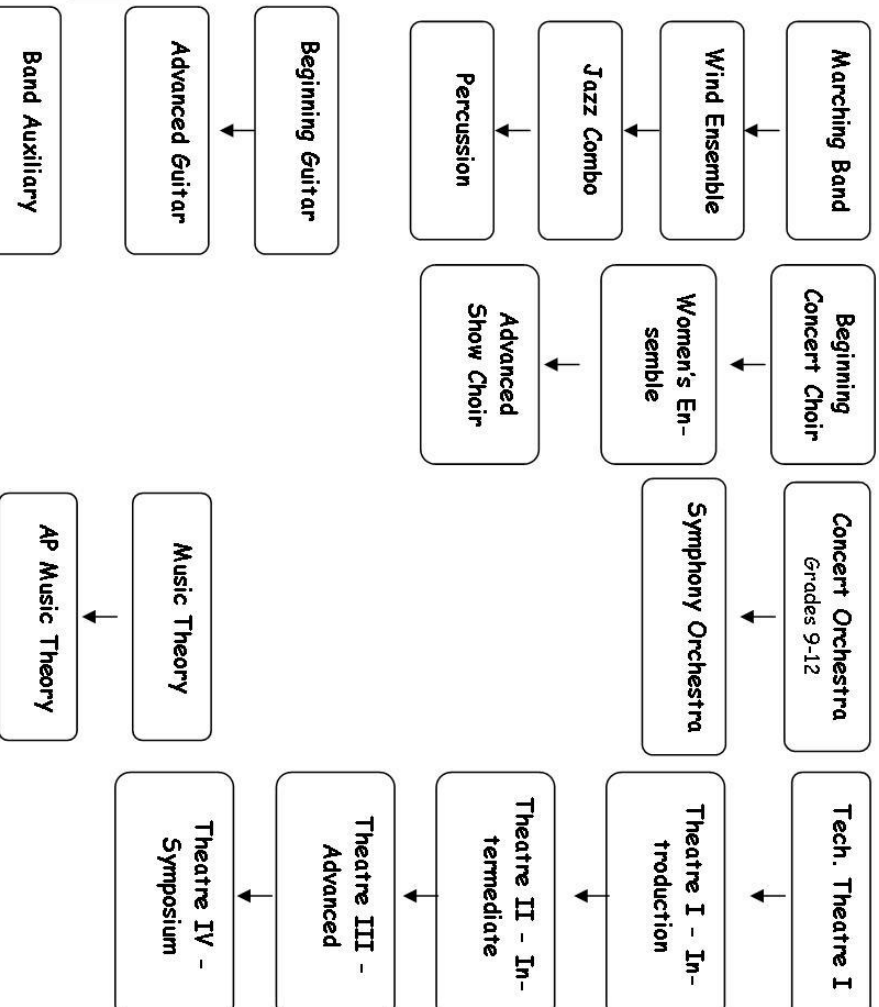 Marching Band
Wind Ensemble
Jazz Combo
Percussion
Beginning Guitar
Advanced Guitar
Band Auxiliary
Beginning
Concert Choir
Women's En-
semble
Advanced
Show Choir
Concert Orchestra
Grades 9-12
Symphony Orchestra
Music Theory
AP Music Theory
Tech. Theatre I
Theatre I - In-
troduction
Theatre II - In-
termediate
Theatre III -
Advanced
Theatre IV -
Symposium